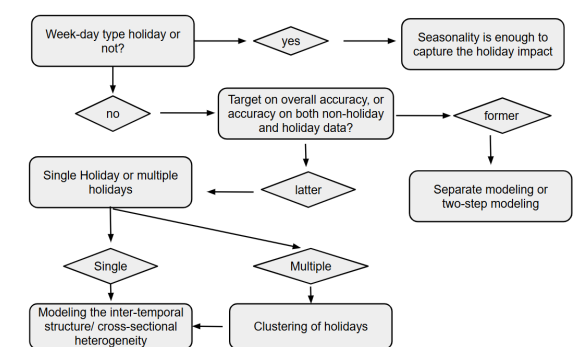 Week-day type holiday or
not?
yes
Seasonality is enough to
capture the holiday impact
no
Target on overall accuracy, or
accuracy on both non-holiday
and holiday data?
former
Single Holiday or multiple
holidays
latter
Separate modeling or
two-step modeling
Single
Multiple
Modeling the inter-temporal
structure/ cross-sectional
heterogeneity
Clustering of holidays